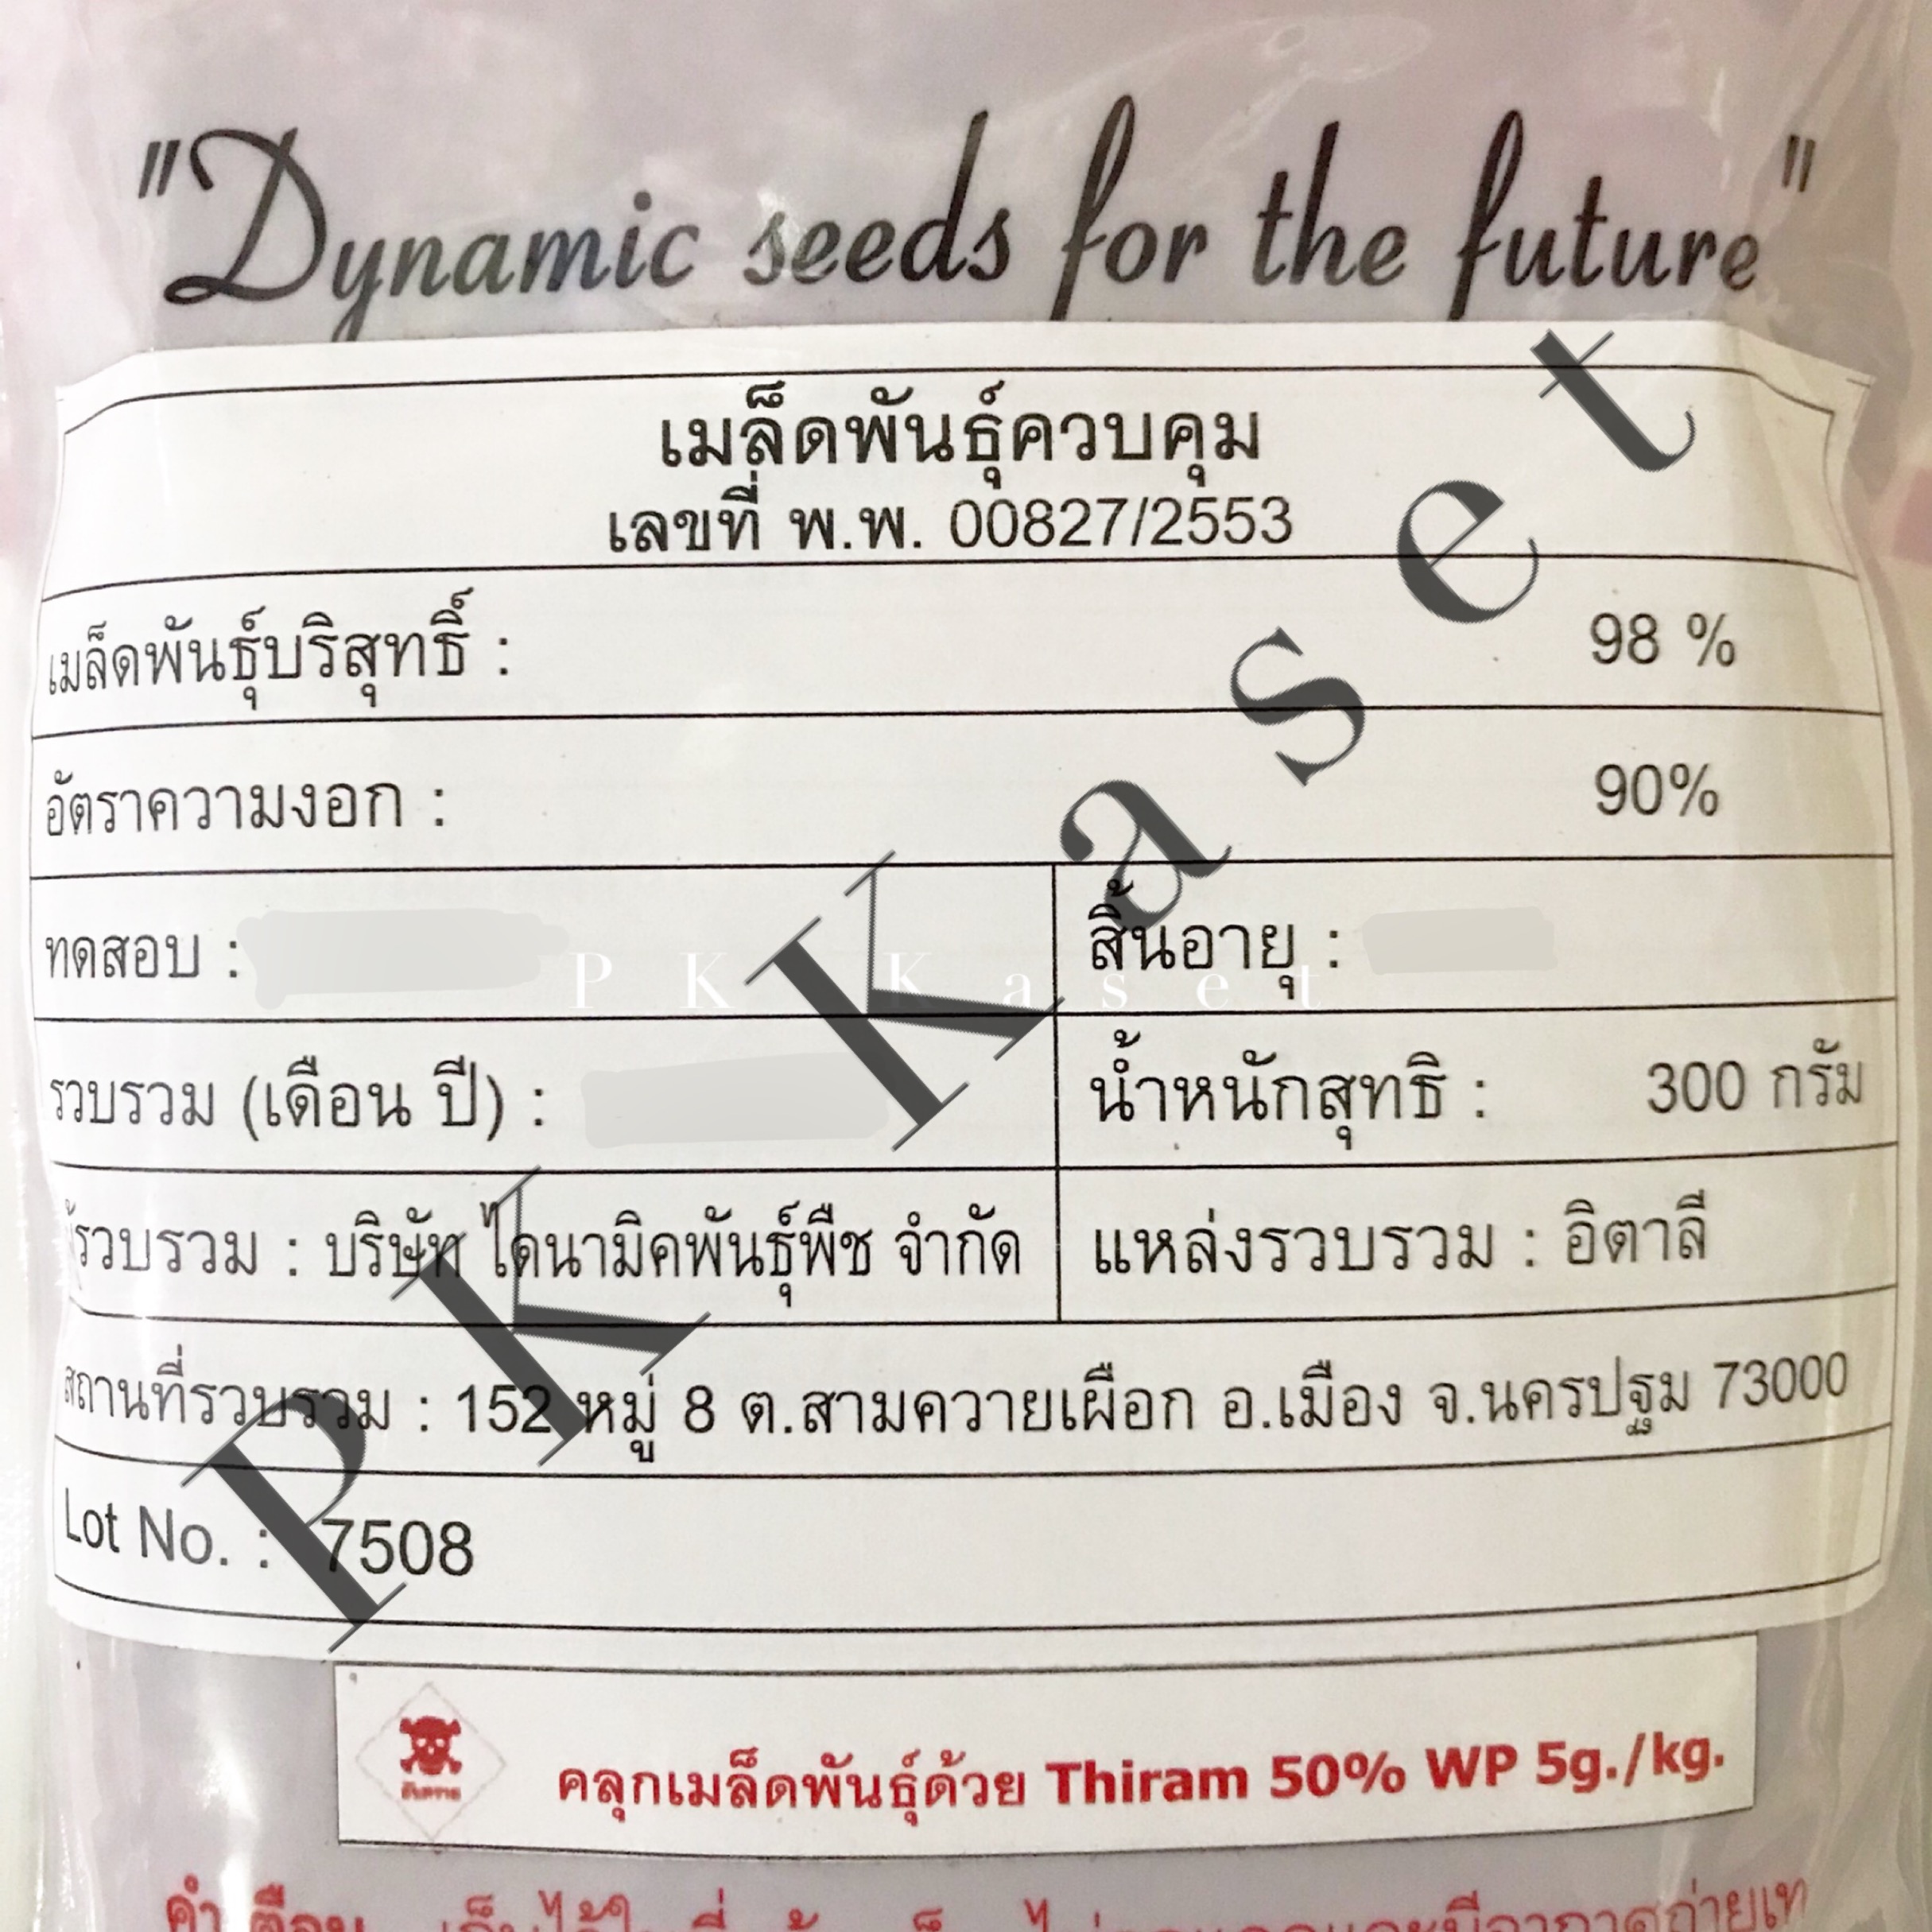 "Dynamic seeds for the future"
เมล็ดพันธุ์ควบคุม
เลขที่ พ.พ. 00827/2553
เมล็ดพันธุ์บริสุทธิ์ : 98 %
อัตราความงอก : 90%
ทดสอบ : สิ้นอายุ :
PK Kaset
รวบรวม (เดือน ปี) : น้ำหนักสุทธิ : 300 กรัม
รวบรวม : บริษัท ไดนามิคพันธุ์พืช จำกัด แหล่งรวบรวม : อิตาลี
สถานที่รวบรวม : 152 หมู่ 8 ต.สามควายเผือก อ.เมือง จ.นครปฐม 73000
Lot No. : 7508
PK Kaset
อันตราย
คลุกเมล็ดพันธุ์ด้วย Thiram 50% WP 5g./kg.